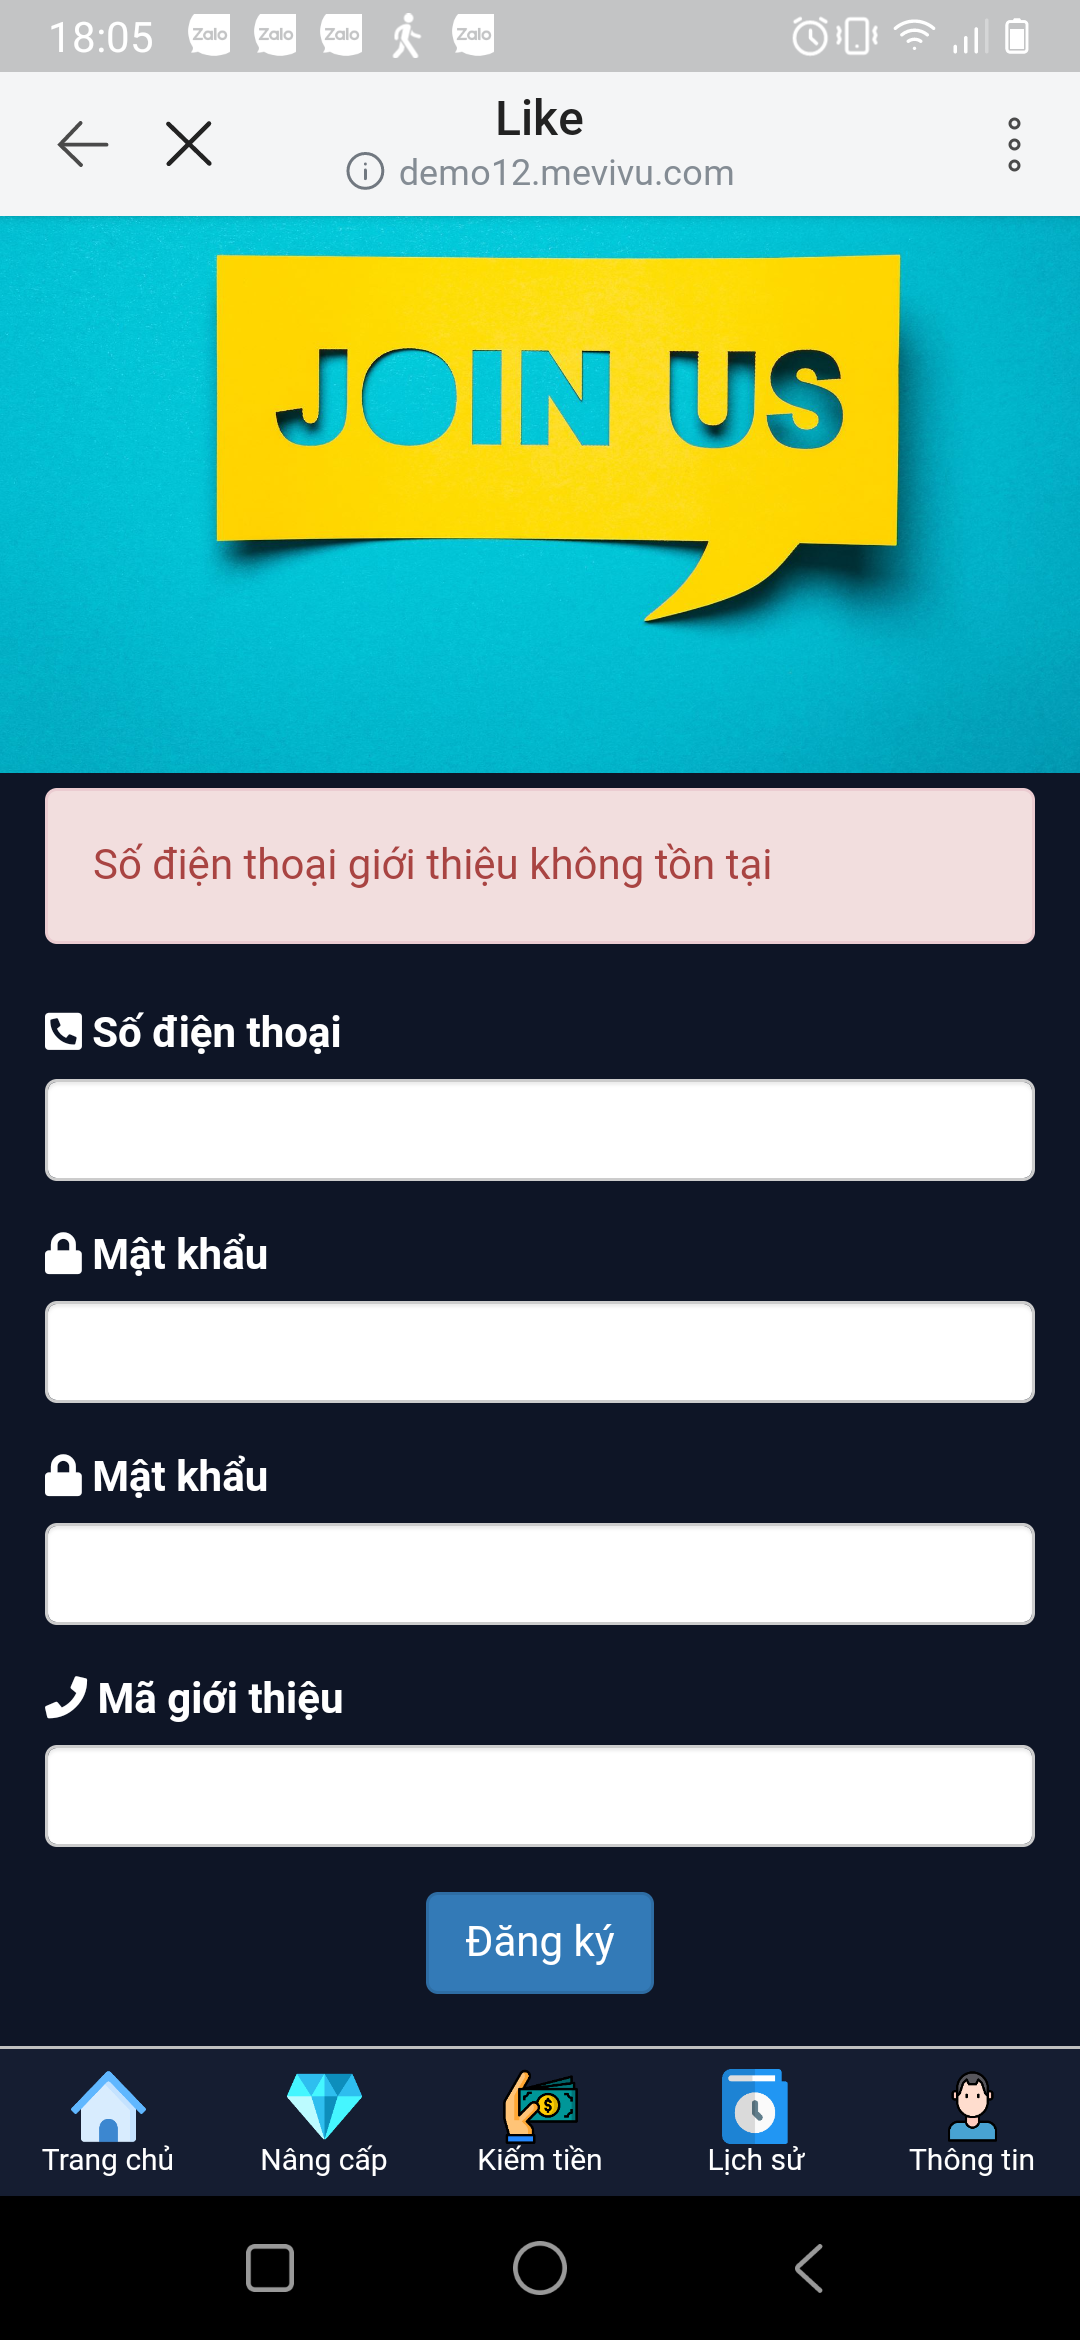 18:05
Zalo Zalo Zalo Zalo
Like
demo12.mevivu.com
JOIN US
Số điện thoại giới thiệu không tồn tại
Số điện thoại
Mật khẩu
Mật khẩu
Mã giới thiệu
Đăng ký
Trang chủ Nâng cấp Kiếm tiền Lịch sử Thông tin